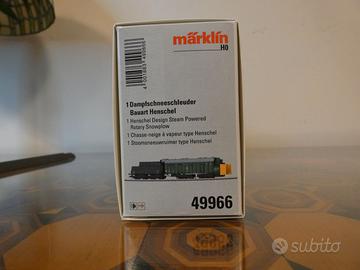 märklin
H0
1 Dampfschneeschleuder
Bauart Henschel
1 Henschel Design Steam Powered
Rotary Snowplow
1 Chasse-neige à vapeur type Henschel
1 Stoomsneeuwruimer type Henschel
49966
subito